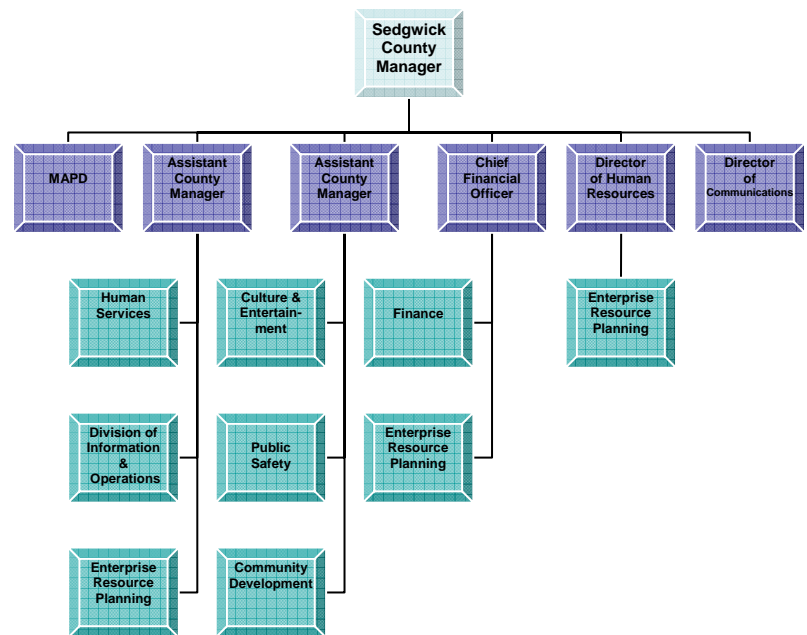 Sedgwick
County
Manager
MAPD
Assistant
County
Manager
Assistant
County
Manager
Chief
Financial
Officer
Director
of Human
Resources
Director
of
Communications
Human
Services
Culture &
Entertain-
ment
Finance
Enterprise
Resource
Planning
Division of
Information
&
Operations
Public
Safety
Enterprise
Resource
Planning
Enterprise
Resource
Planning
Community
Development